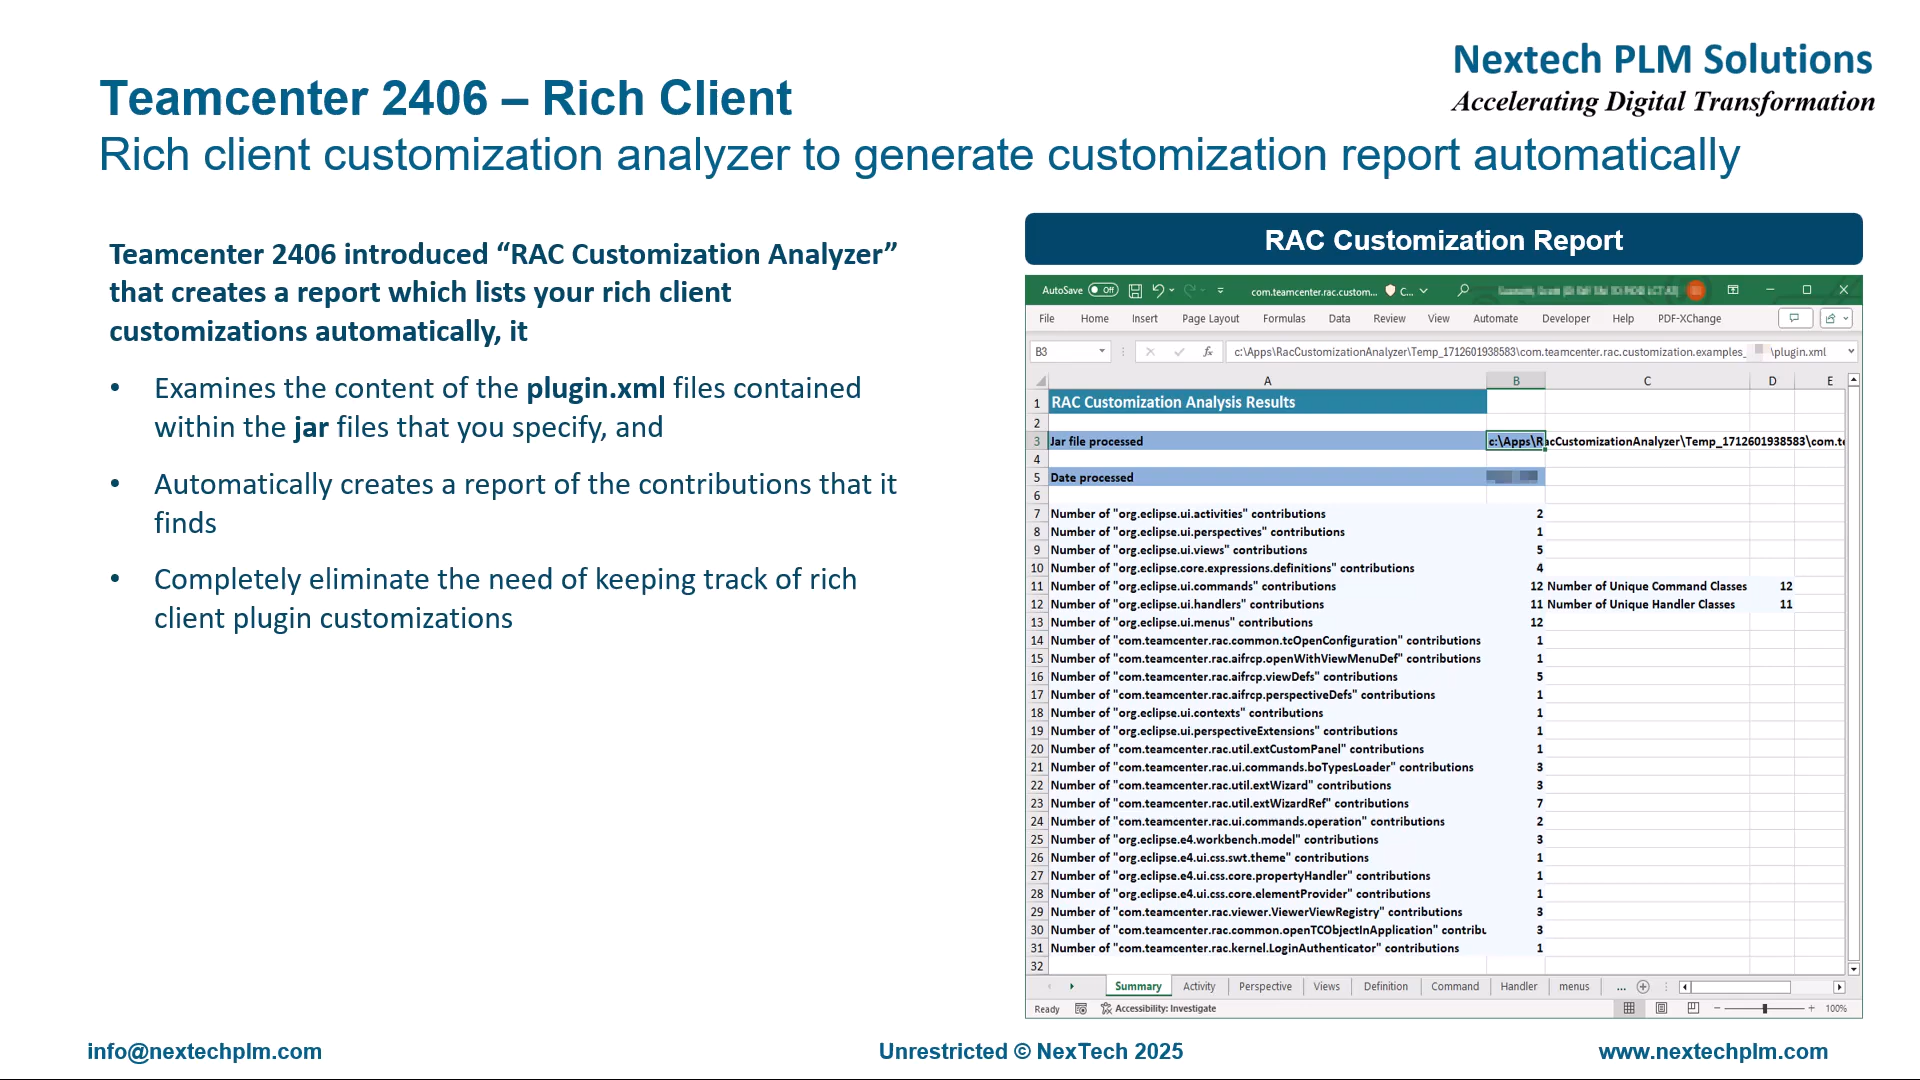 Nextech PLM Solutions
Accelerating Digital Transformation
Teamcenter 2406 – Rich Client
Rich client customization analyzer to generate customization report automatically
Teamcenter 2406 introduced “RAC Customization Analyzer”
that creates a report which lists your rich client
customizations automatically, it
• Examines the content of the plugin.xml files contained
within the jar files that you specify, and
• Automatically creates a report of the contributions that it
finds
• Completely eliminate the need of keeping track of rich
client plugin customizations
RAC Customization Report
AutoSave Off com.teamcenter.rac.custom... C...
File Home Insert Page Layout Formulas Data Review View Automate Developer Help PDF-XChange
B3 fx c:\Apps\RacCustomizationAnalyzer\Temp_1712601938583\com.teamcenter.rac.customization.examples_ \plugin.xml
A B C D E
1 RAC Customization Analysis Results
2
3 Jar file processed c:\Apps\RacCustomizationAnalyzer\Temp_1712601938583\com.te
4
5 Date processed
6
7 Number of "org.eclipse.ui.activities" contributions 2
8 Number of "org.eclipse.ui.perspectives" contributions 1
9 Number of "org.eclipse.ui.views" contributions 5
10 Number of "org.eclipse.core.expressions.definitions" contributions 4
11 Number of "org.eclipse.ui.commands" contributions 12 Number of Unique Command Classes 12
12 Number of "org.eclipse.ui.handlers" contributions 11 Number of Unique Handler Classes 11
13 Number of "org.eclipse.ui.menus" contributions 12
14 Number of "com.teamcenter.rac.common.tcOpenConfiguration" contributions 1
15 Number of "com.teamcenter.rac.aifrcp.openWithViewMenuDef" contributions 1
16 Number of "com.teamcenter.rac.aifrcp.viewDefs" contributions 5
17 Number of "com.teamcenter.rac.aifrcp.perspectiveDefs" contributions 1
18 Number of "org.eclipse.ui.contexts" contributions 1
19 Number of "org.eclipse.ui.perspectiveExtensions" contributions 1
20 Number of "com.teamcenter.rac.util.extCustomPanel" contributions 1
21 Number of "com.teamcenter.rac.ui.commands.boTypesLoader" contributions 3
22 Number of "com.teamcenter.rac.util.extWizard" contributions 3
23 Number of "com.teamcenter.rac.util.extWizardRef" contributions 7
24 Number of "com.teamcenter.rac.ui.commands.operation" contributions 2
25 Number of "org.eclipse.e4.workbench.model" contributions 3
26 Number of "org.eclipse.e4.ui.css.swt.theme" contributions 1
27 Number of "org.eclipse.e4.ui.css.core.propertyHandler" contributions 1
28 Number of "org.eclipse.e4.ui.css.core.elementProvider" contributions 1
29 Number of "com.teamcenter.rac.viewer.ViewerViewRegistry" contributions 3
30 Number of "com.teamcenter.rac.common.openTCObjectInApplication" contribu 3
31 Number of "com.teamcenter.rac.kernel.LoginAuthenticator" contributions 1
32
Summary Activity Perspective Views Definition Command Handler menus ...
Ready Accessibility: Investigate 100%
info@nextechplm.com Unrestricted © NexTech 2025 www.nextechplm.com